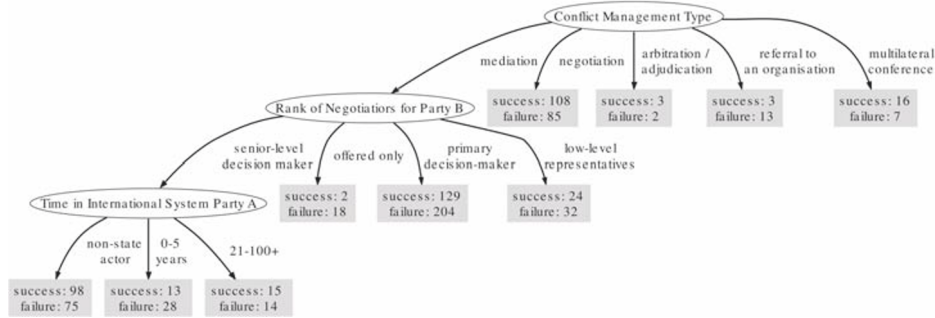 Conflict Management Type
mediation
negotiation
arbitration /
adjudication
referral to
an organisation
multilateral
conference
Rank of Negotiatiors for Party B
success: 108
failure: 85
success: 3
failure: 2
success: 3
failure: 13
success: 16
failure: 7
senior-level
decision maker
offered only
primary
decision-maker
low-level
representatives
Time in International System Party A
success: 2
failure: 18
success: 129
failure: 204
success: 24
failure: 32
non-state
actor
0-5
years
21-100+
success: 98
failure: 75
success: 13
failure: 28
success: 15
failure: 14